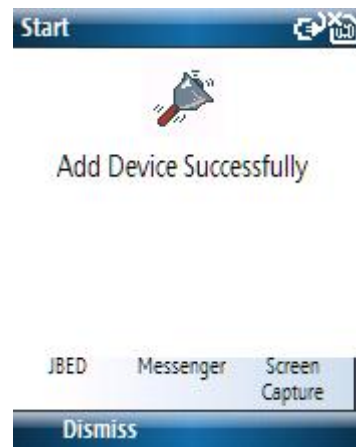 Start
Add Device Successfully
JBED Messenger Screen
Capture
Dismiss